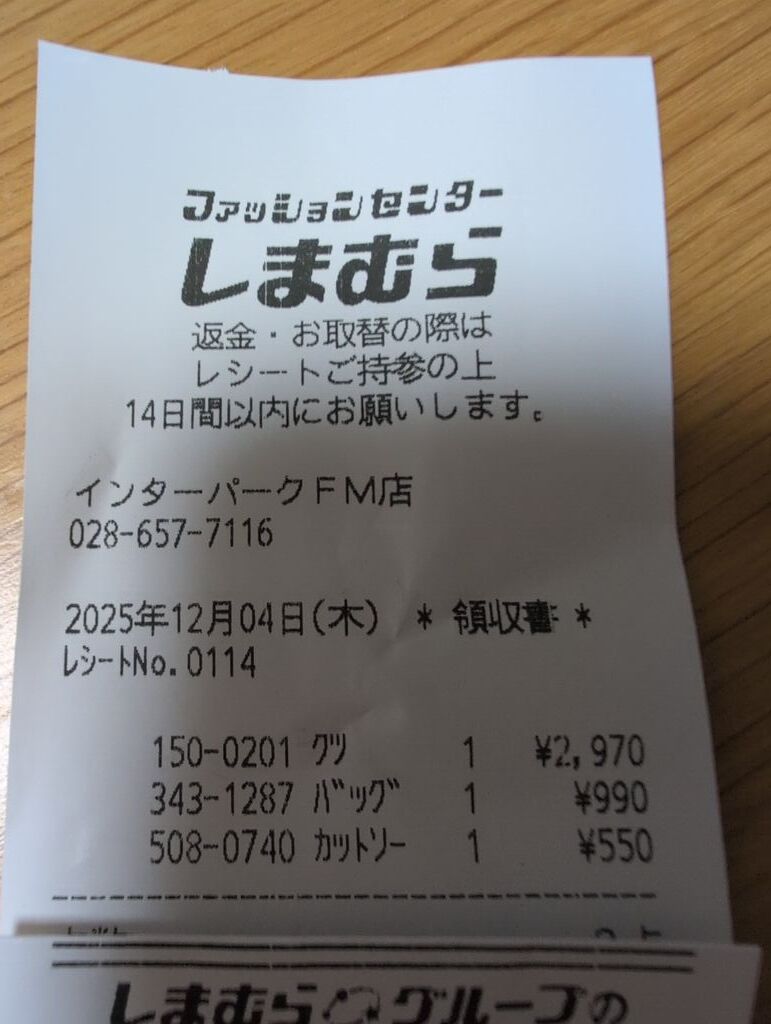 ファッションセンター
しまむら
返金・お取替の際は
レシートご持参の上
14日間以内にお願いします。
インターパークFM店
028-657-7116
2025年12月04日(木) * 領収書 *
ﾚｼｰﾄNo.0114
150-0201 ｸﾂ 1 ¥2,970
343-1287 ﾊﾞｯｸﾞ 1 ¥990
508-0740 ｶｯﾄｿｰ 1 ¥550
しまむら グループの